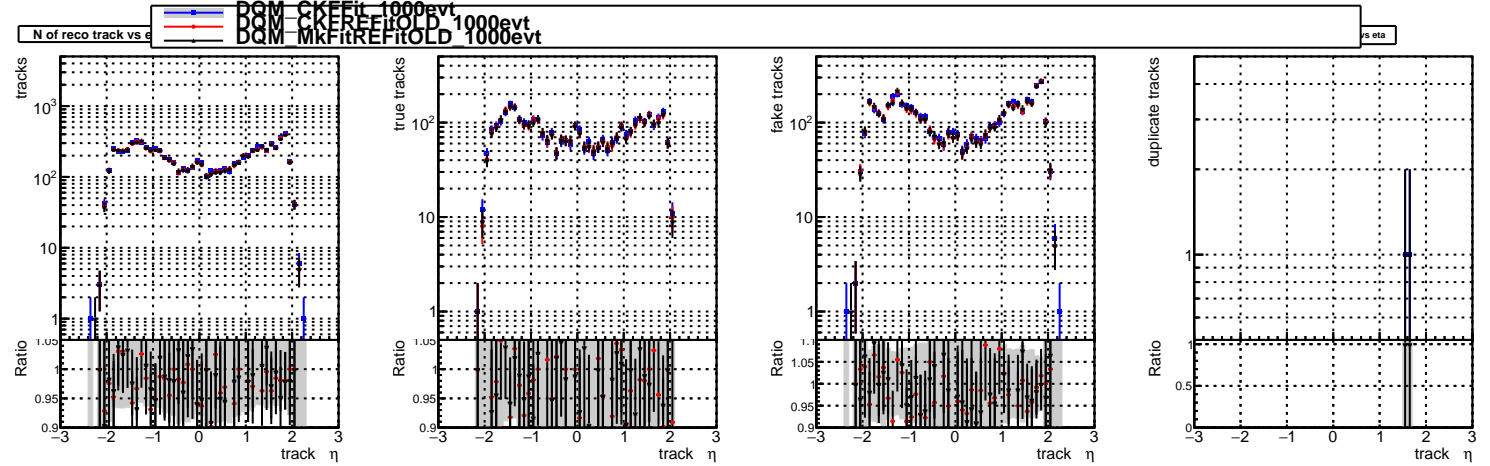 DQM_CKFFit_1000evt
DQM_CKFREFitOLD_1000evt
DQM_MkFitREFitOLD_1000evt
N of reco track vs e
vs eta
tracks
10³
10²
10
1
Ratio
1.05
1
0.95
0.9
−3 −2 −1 0 1 2 3
track η
true tracks
10²
10
1
Ratio
1.05
1
0.95
0.9
−3 −2 −1 0 1 2 3
track η
fake tracks
10²
10
1
Ratio
1.1
1.05
1
0.95
0.9
−3 −2 −1 0 1 2 3
track η
duplicate tracks
1
Ratio
1
0.5
0
−3 −2 −1 0 1 2 3
track η